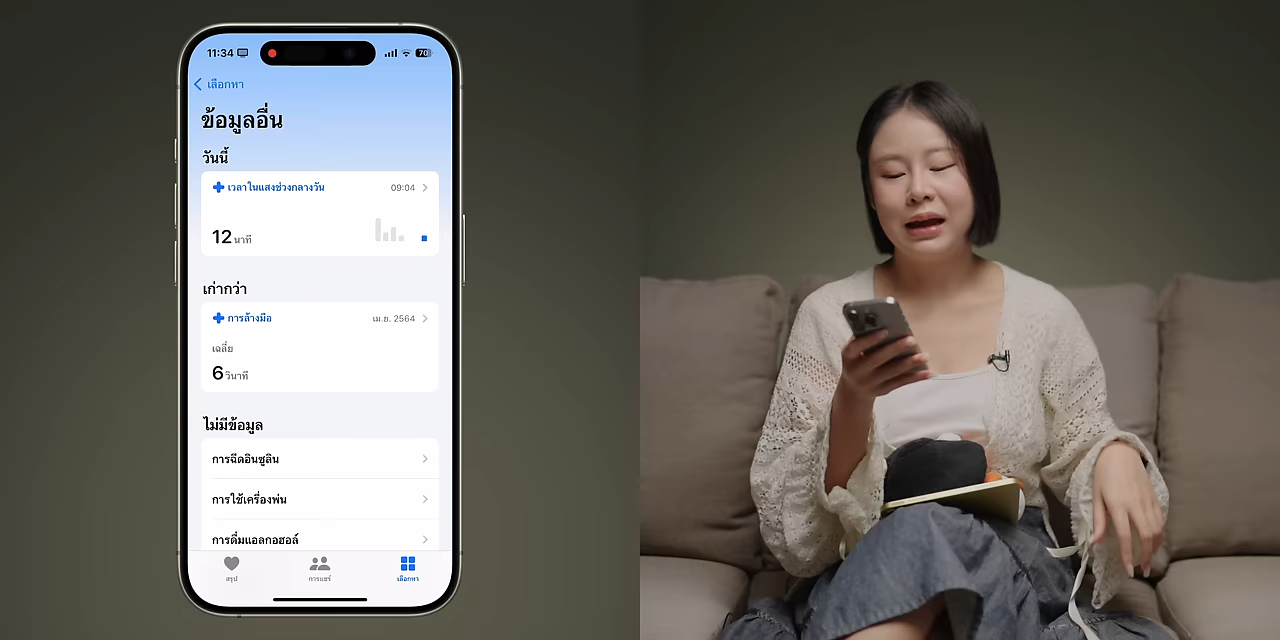 11:34
70
เลือกหา
ข้อมูลอื่น
วันนี้
เวลาในแสงช่วงกลางวัน 09:04
12 นาที
เก่ากว่า
การล้างมือ เม.ย. 2564
เฉลี่ย
6 วินาที
ไม่มีข้อมูล
การฉีดอินซูลิน
การใช้เครื่องพ่น
การดื่มแอลกอฮอล์
สรุป การแชร์ เลือกหา